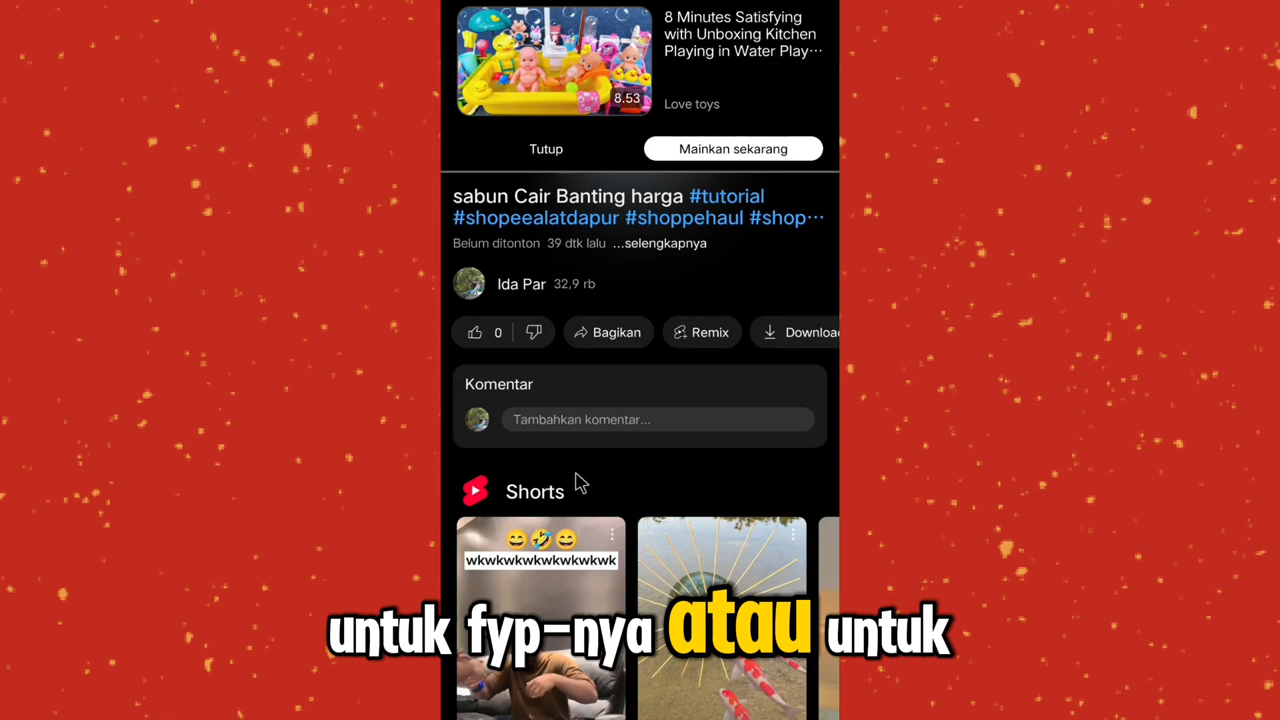 8 Minutes Satisfying
with Unboxing Kitchen
Playing in Water Play…
8.53
Love toys
Tutup
Mainkan sekarang
sabun Cair Banting harga #tutorial
#shopeealatdapur #shoppehaul #shop…
Belum ditonton 39 dtk lalu ...selengkapnya
Ida Par 32,9 rb
0
Bagikan
Remix
Downloa
Komentar
Tambahkan komentar...
Shorts
wkwkwkwkwkwkwkwk
untuk fyp-nya atau untuk